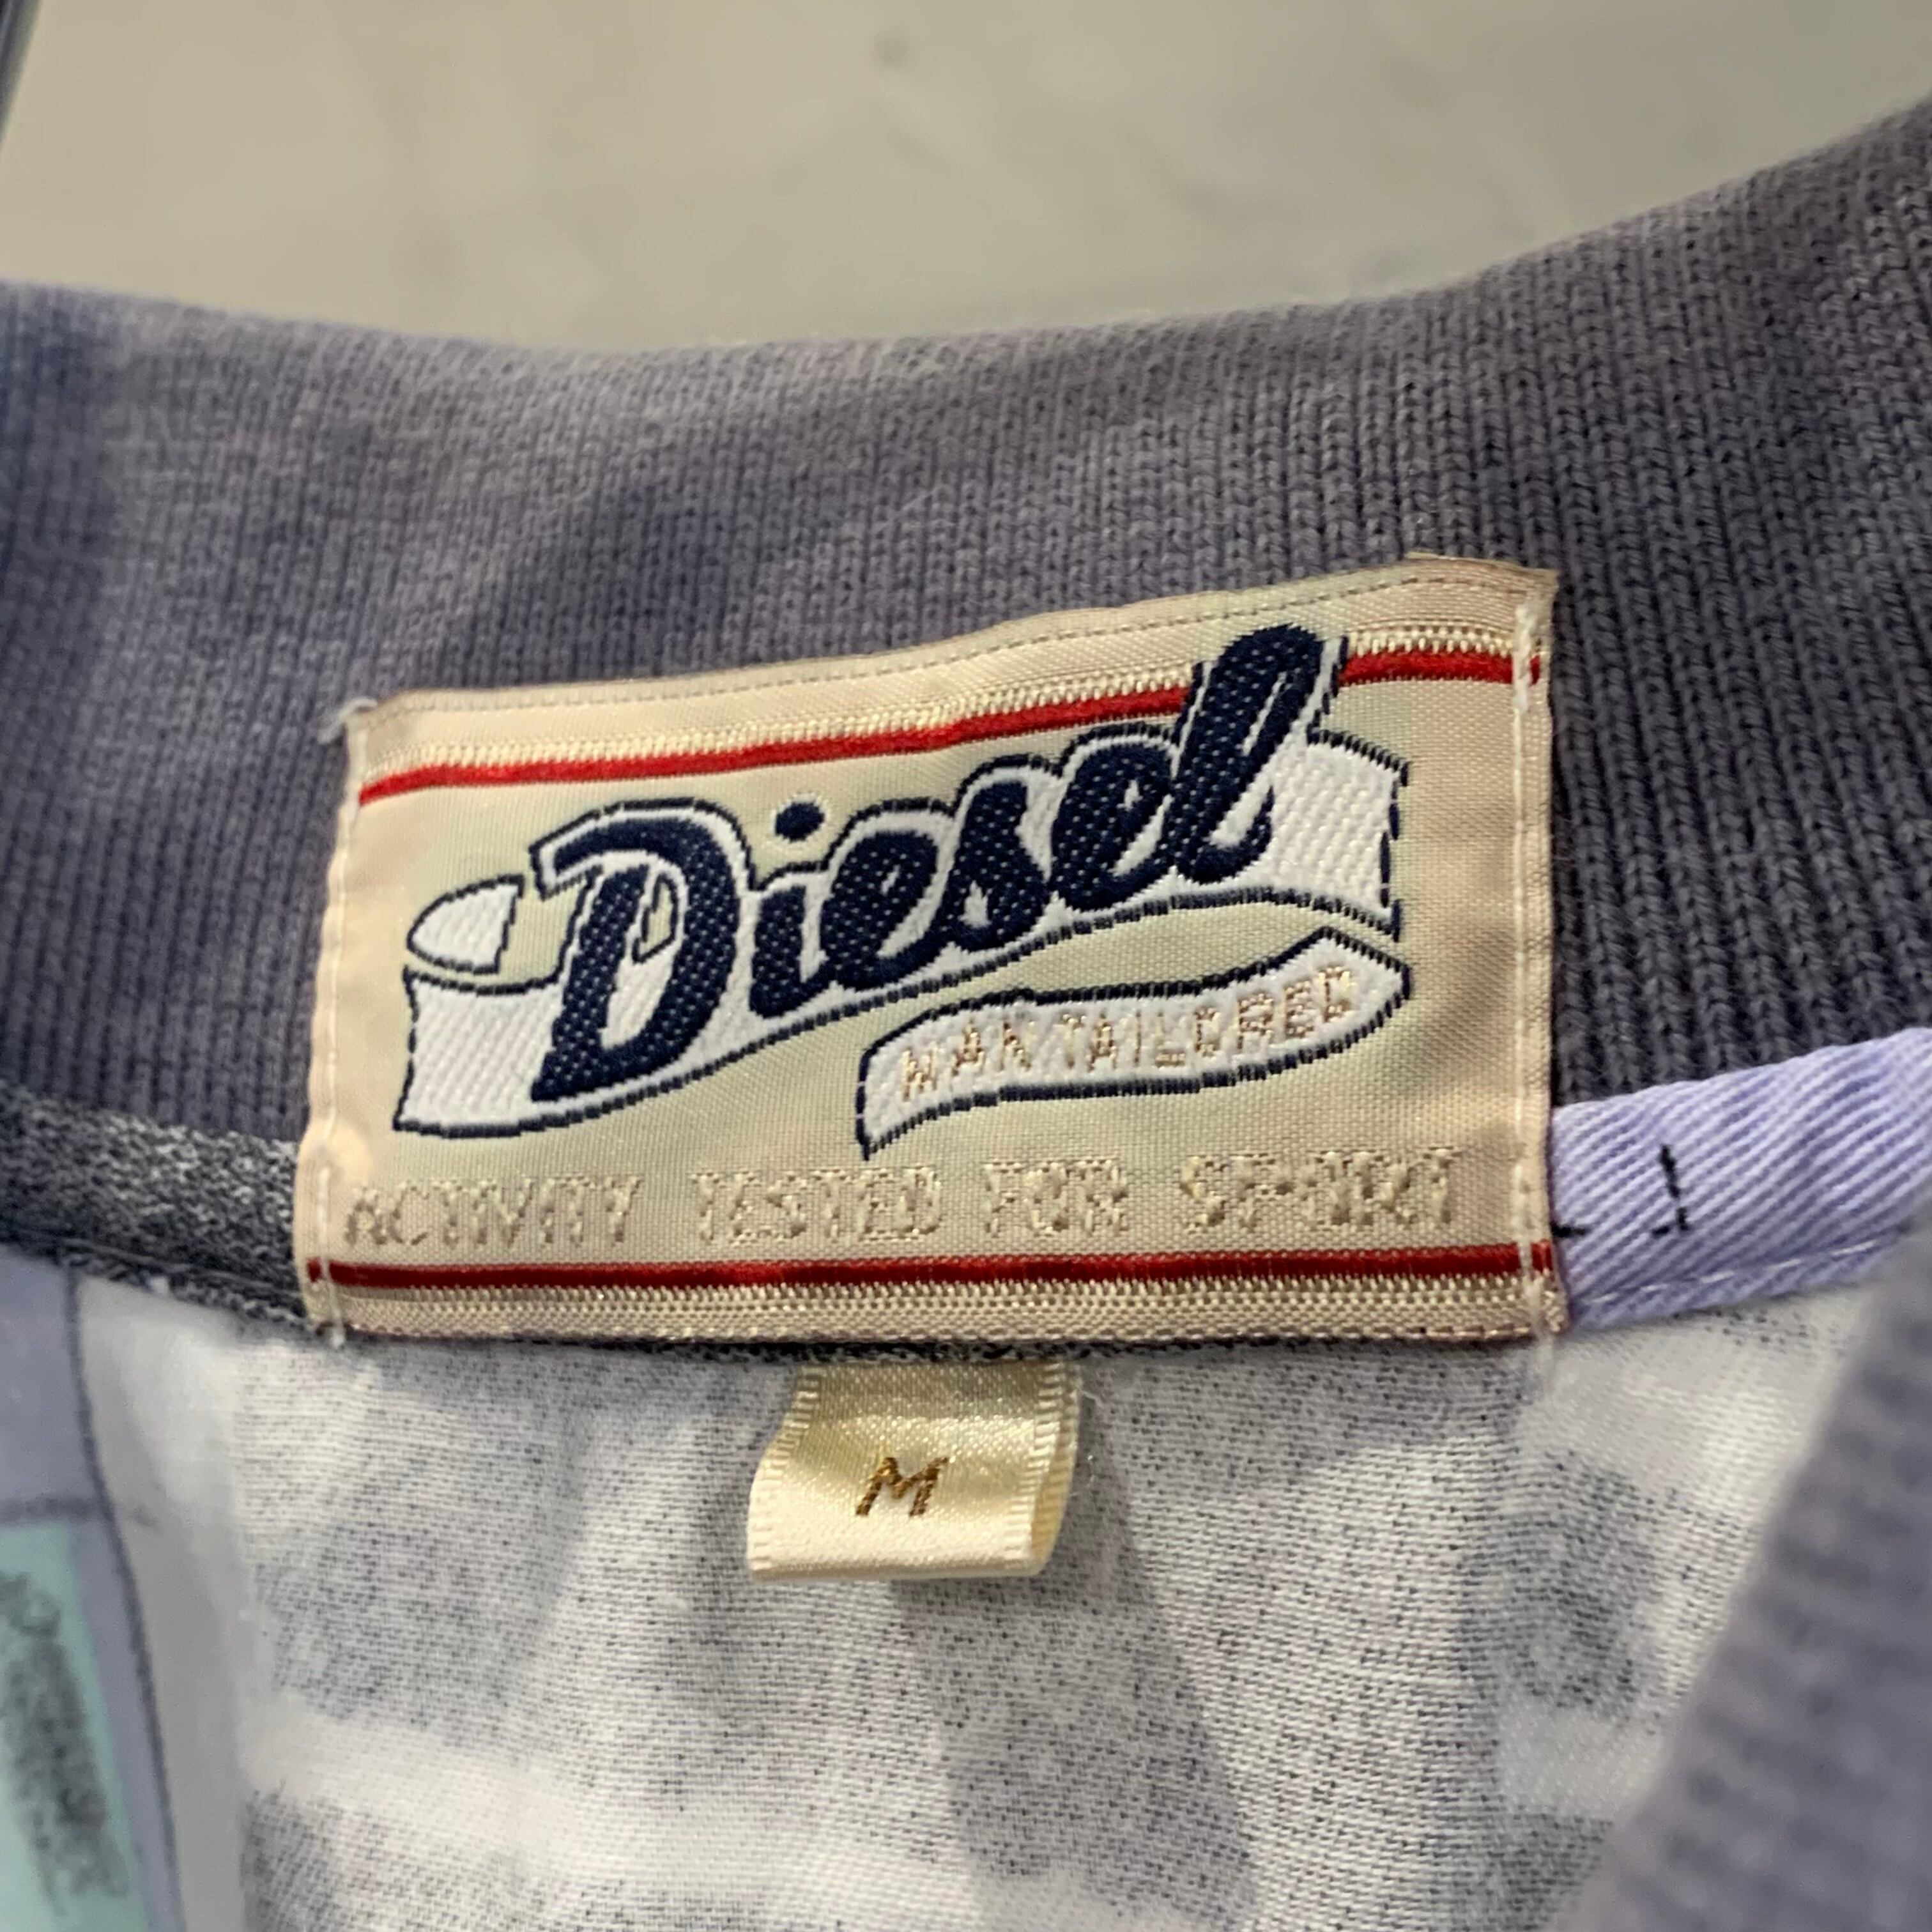 Diesel
MAN TAILORED
ACTIVITY TESTED FOR SPORT
M